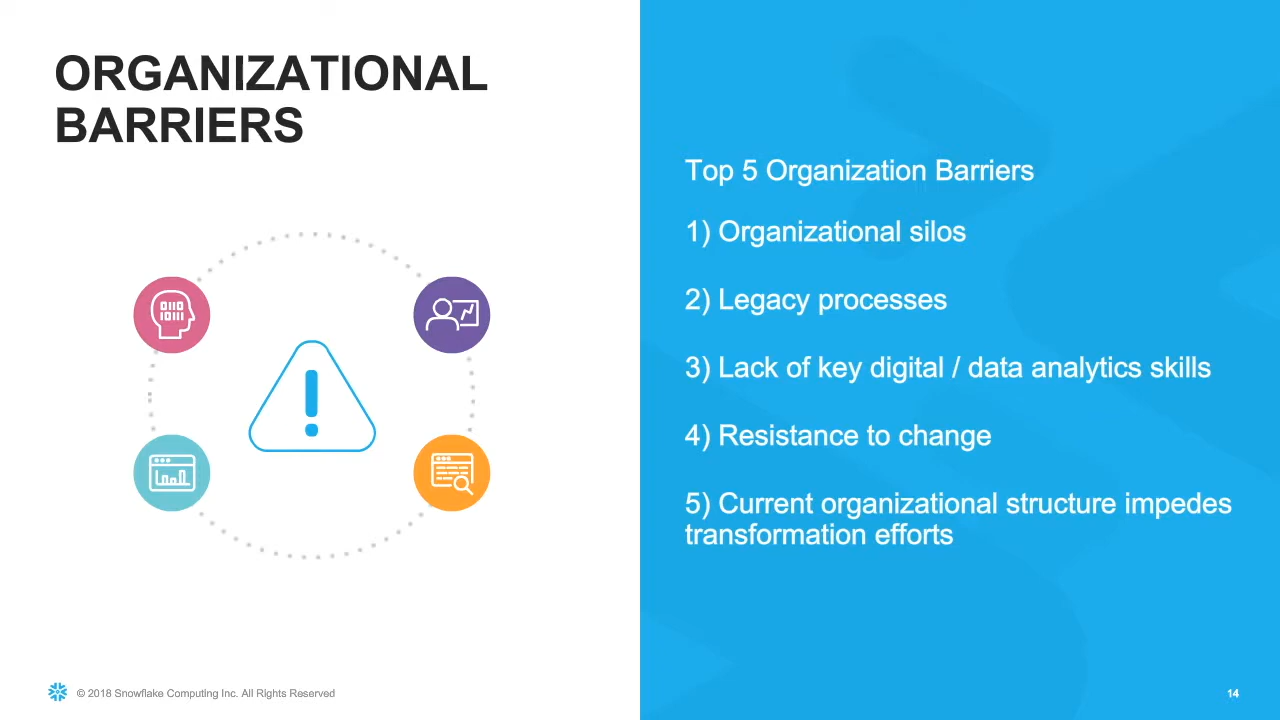 ORGANIZATIONAL
BARRIERS
0110
10111
Top 5 Organization Barriers
1) Organizational silos
2) Legacy processes
3) Lack of key digital / data analytics skills
4) Resistance to change
5) Current organizational structure impedes
transformation efforts
© 2018 Snowflake Computing Inc. All Rights Reserved
14